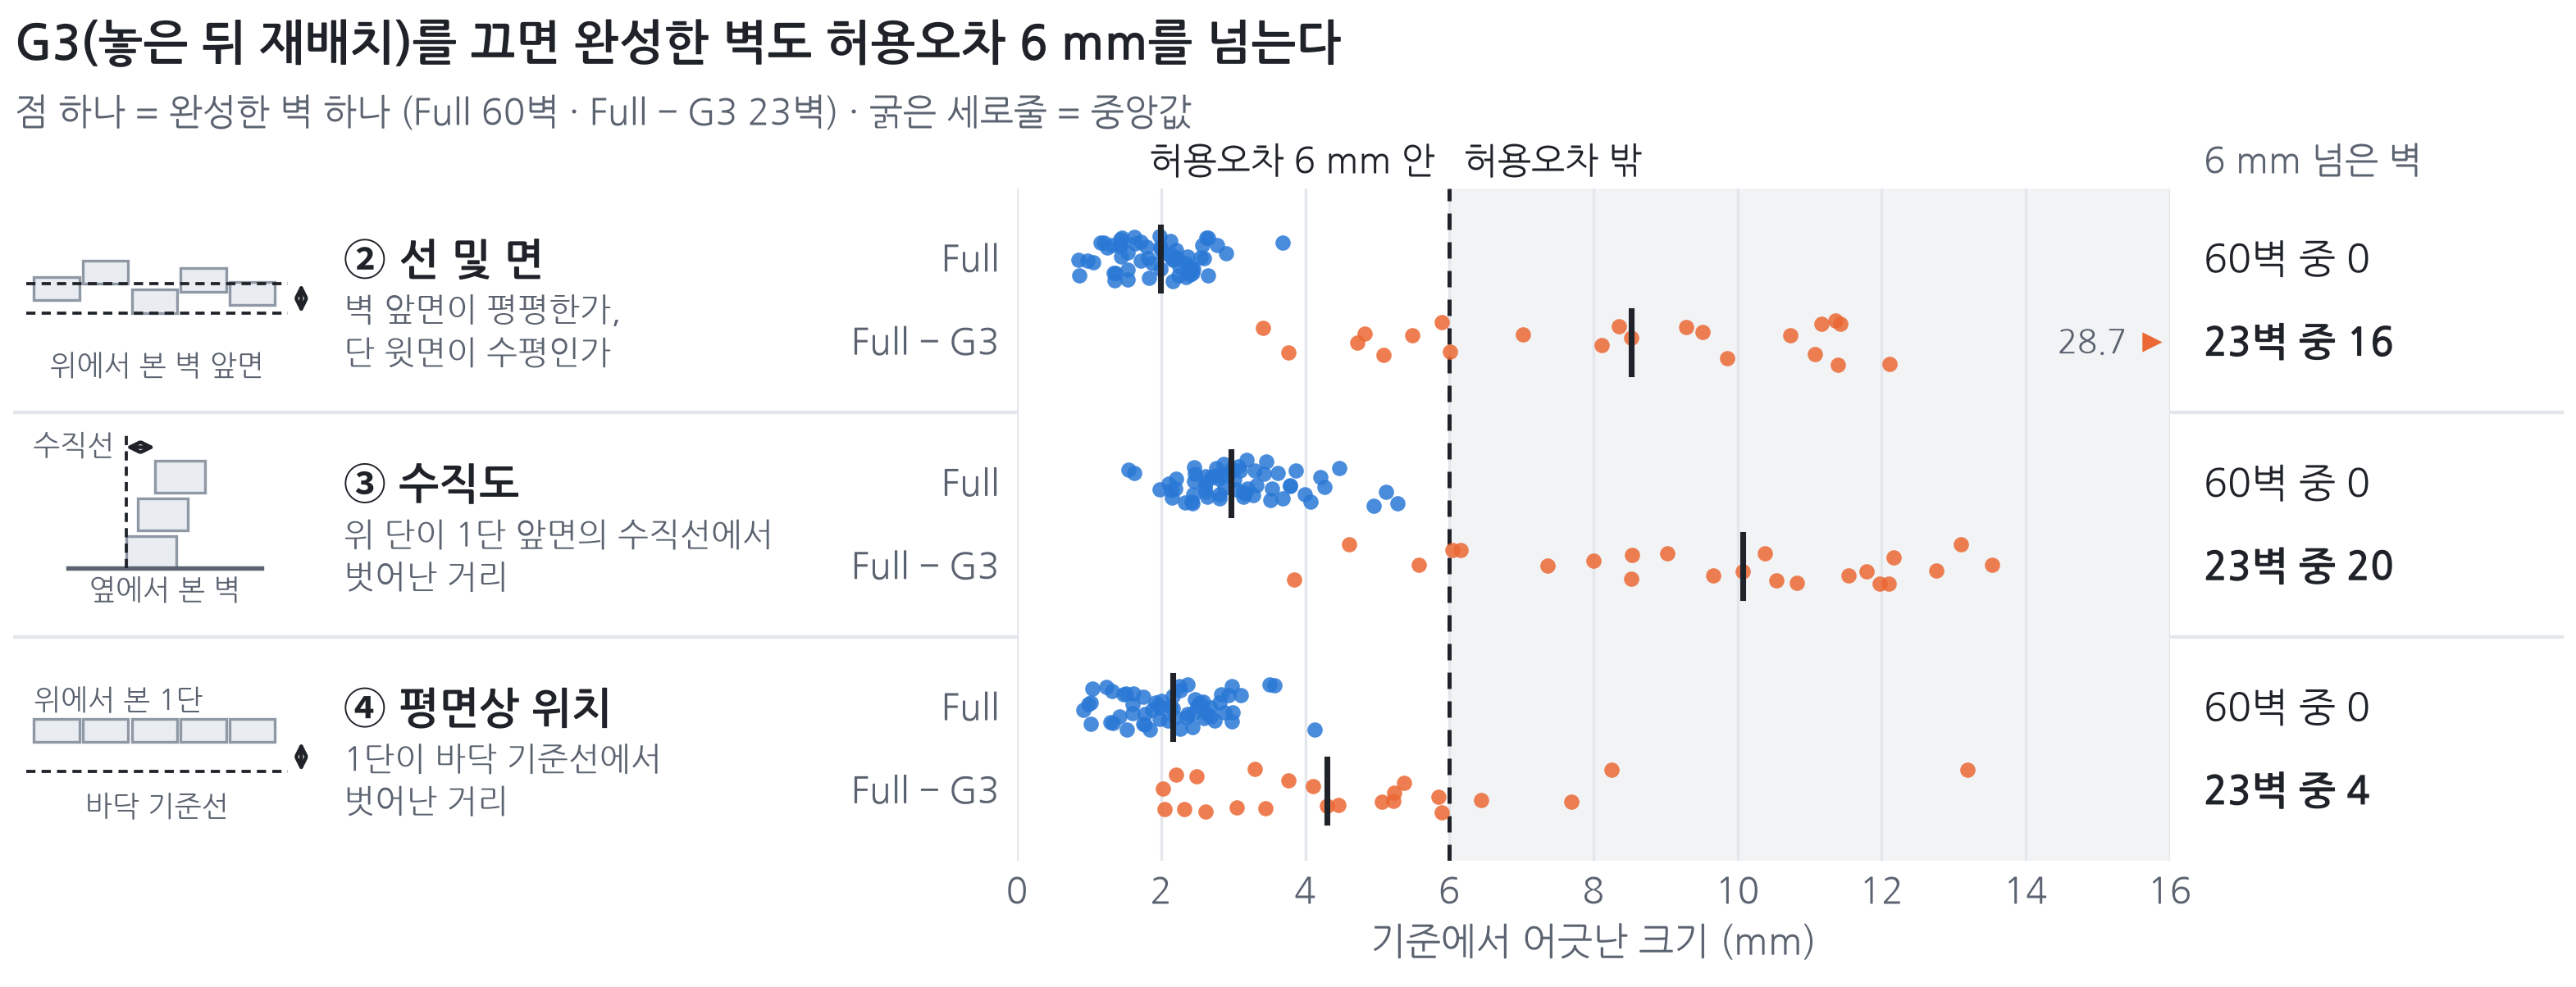 G3(놓은 뒤 재배치)를 끄면 완성한 벽도 허용오차 6 mm를 넘는다
점 하나 = 완성한 벽 하나 (Full 60벽 · Full − G3 23벽) · 굵은 세로줄 = 중앙값
허용오차 6 mm 안 허용오차 밖 6 mm 넘은 벽
② 선 및 면
벽 앞면이 평평한가,
단 윗면이 수평인가
위에서 본 벽 앞면
Full
60벽 중 0
Full − G3
28.7
23벽 중 16
수직선
③ 수직도
위 단이 1단 앞면의 수직선에서
벗어난 거리
옆에서 본 벽
Full
60벽 중 0
Full − G3
23벽 중 20
위에서 본 1단
④ 평면상 위치
1단이 바닥 기준선에서
벗어난 거리
바닥 기준선
Full
60벽 중 0
Full − G3
23벽 중 4
0 2 4 6 8 10 12 14 16
기준에서 어긋난 크기 (mm)